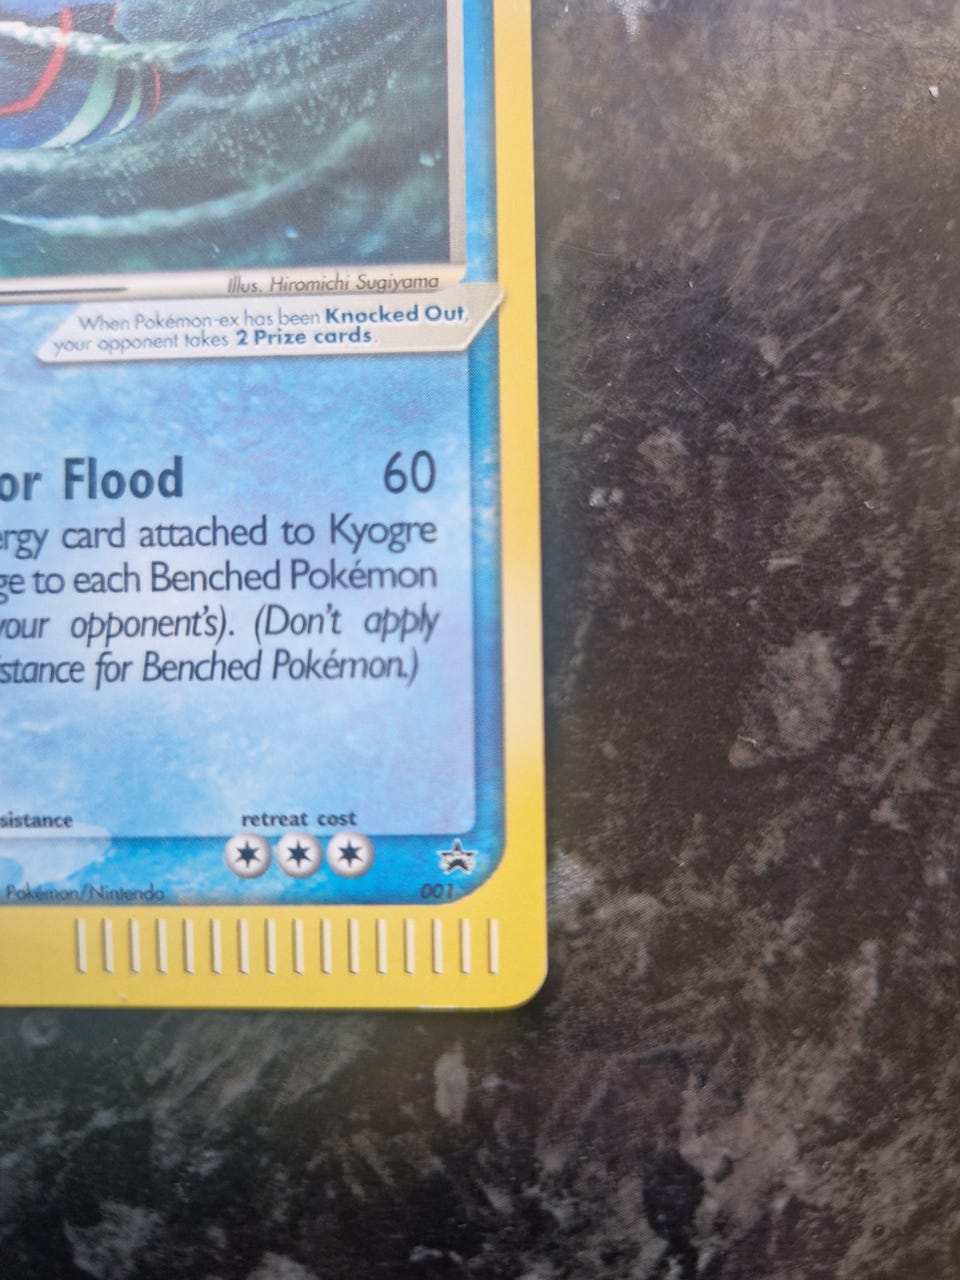 Illus. Hiromichi Sugiyama
When Pokémon-ex has been Knocked Out,
your opponent takes 2 Prize cards.
or Flood 60
ergy card attached to Kyogre
ge to each Benched Pokémon
your opponent's). (Don't apply
istance for Benched Pokémon.)
sistance retreat cost
Pokémon/Nintendo 001